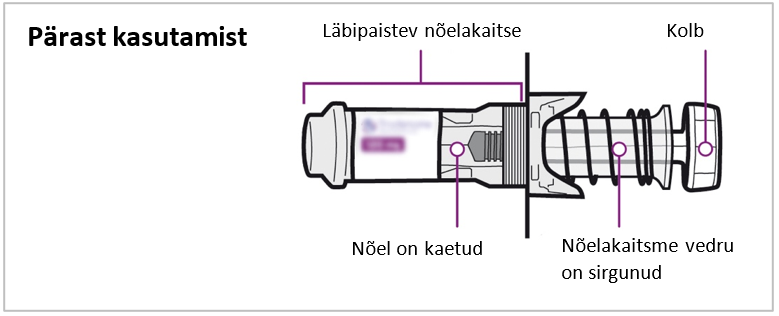 Pärast kasutamist
Läbipaistev nõelakaitse
Kolb
Nõel on kaetud
Nõelakaitsme vedru
on sirgunud